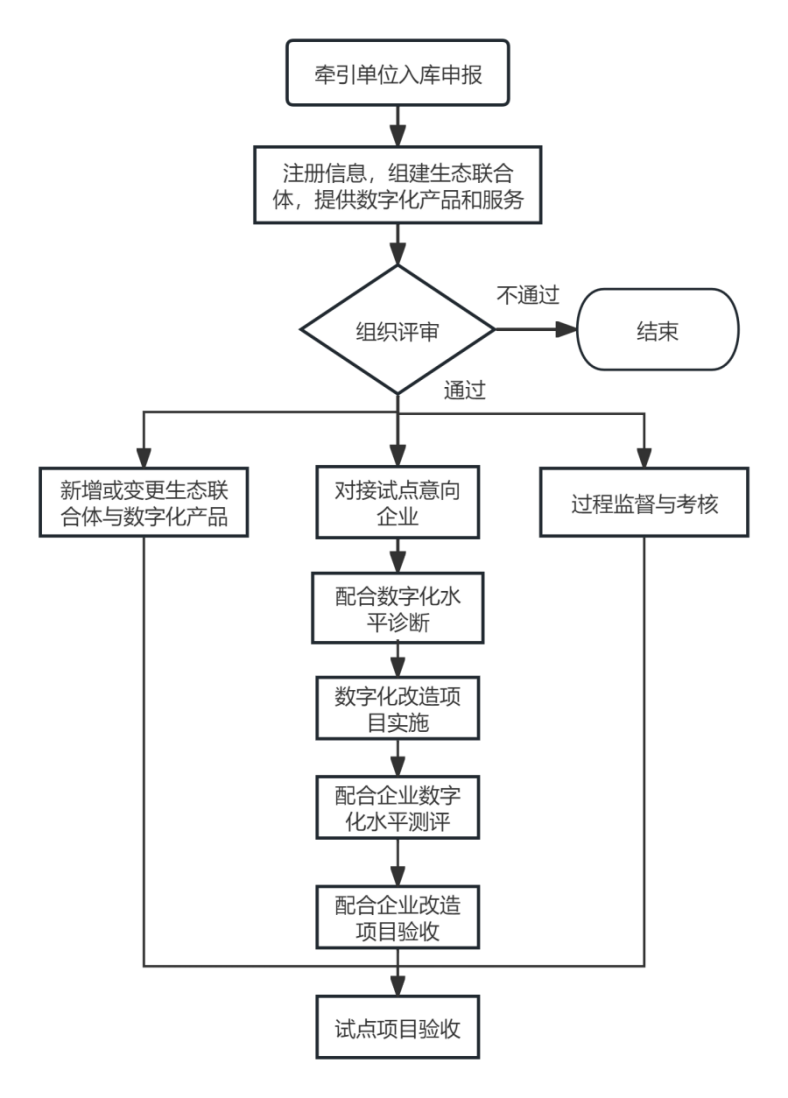 牵引单位入库申报
注册信息，组建生态联合
体，提供数字化产品和服务
组织评审
不通过
结束
通过
新增或变更生态联
合体与数字化产品
对接试点意向
企业
过程监督与考核
配合数字化水
平诊断
数字化改造项
目实施
配合企业数字
化水平测评
配合企业改造
项目验收
试点项目验收